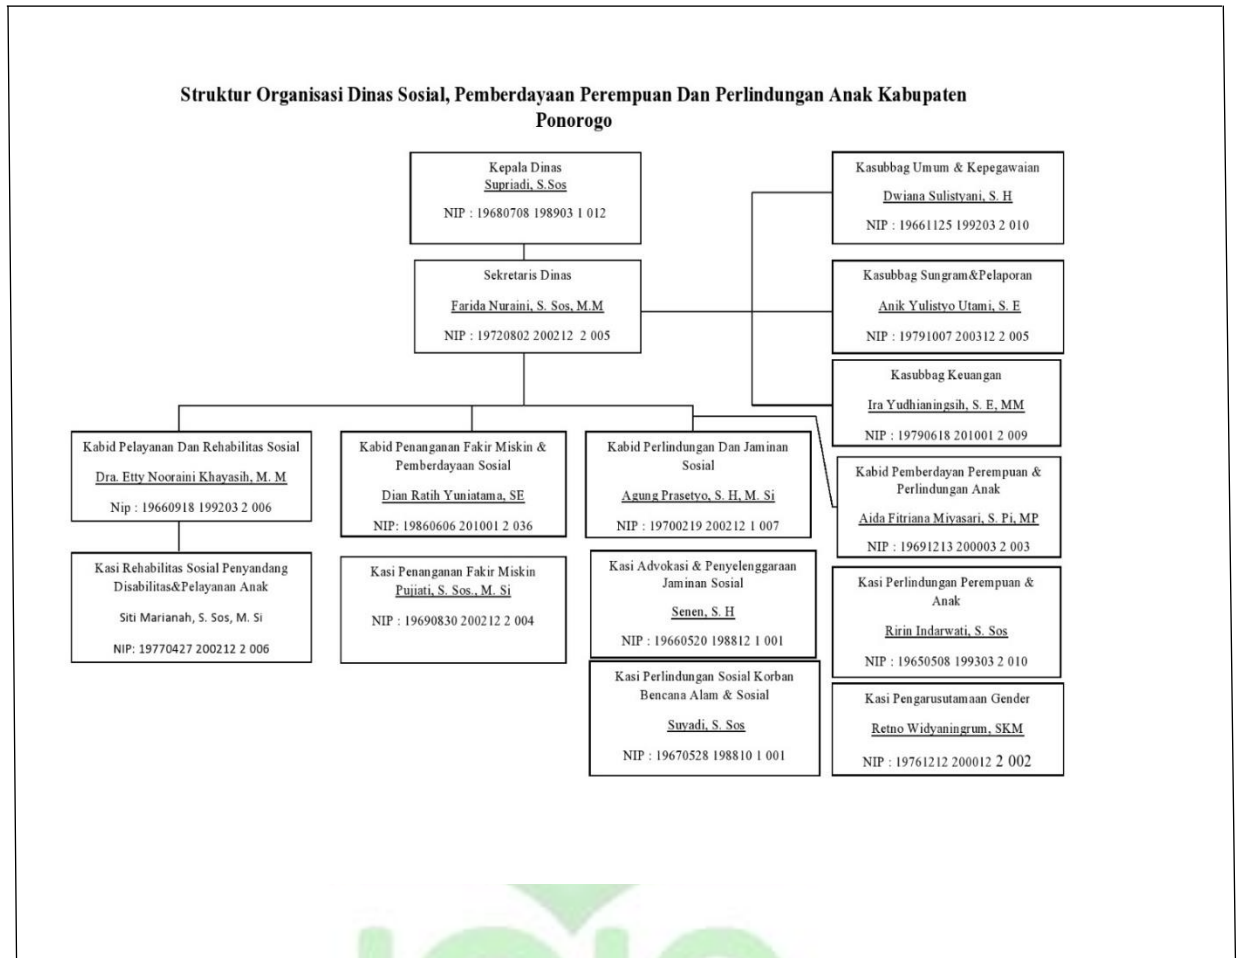 Struktur Organisasi Dinas Sosial, Pemberdayaan Perempuan Dan Perlindungan Anak Kabupaten
Ponorogo
Kepala Dinas
Supriadi, S.Sos
NIP : 19680708 198903 1 012
Kasubbag Umum & Kepegawaian
Dwiana Sulistyani, S. H
NIP : 19661125 199203 2 010
Sekretaris Dinas
Farida Nuraini, S. Sos, M.M
NIP : 19720802 200212 2 005
Kasubbag Sungram&Pelaporan
Anik Yulistyo Utami, S. E
NIP : 19791007 200312 2 005
Kasubbag Keuangan
Ira Yudhianingsih, S. E, MM
NIP : 19790618 201001 2 009
Kabid Pelayanan Dan Rehabilitas Sosial
Dra. Etty Nooraini Khayasih, M. M
Nip : 19660918 199203 2 006
Kabid Penanganan Fakir Miskin &
Pemberdayaan Sosial
Dian Ratih Yuniatama, SE
NIP: 19860606 201001 2 036
Kabid Perlindungan Dan Jaminan
Sosial
Agung Prasetyo, S. H, M. Si
NIP : 19700219 200212 1 007
Kabid Pemberdayan Perempuan &
Perlindungan Anak
Aida Fitriana Miyasari, S. Pi, MP
NIP : 19691213 200003 2 003
Kasi Rehabilitas Sosial Penyandang
Disabilitas&Pelayanan Anak
Siti Marianah, S. Sos, M. Si
NIP: 19770427 200212 2 006
Kasi Penanganan Fakir Miskin
Pujiati, S. Sos., M. Si
NIP : 19690830 200212 2 004
Kasi Advokasi & Penyelenggaraan
Jaminan Sosial
Senen, S. H
NIP : 19660520 198812 1 001
Kasi Perlindungan Perempuan &
Anak
Ririn Indarwati, S. Sos
NIP : 19650508 199303 2 010
Kasi Perlindungan Sosial Korban
Bencana Alam & Sosial
Suyadi, S. Sos
NIP : 19670528 198810 1 001
Kasi Pengarusutamaan Gender
Retno Widyaningrum, SKM
NIP : 19761212 200012 2 002